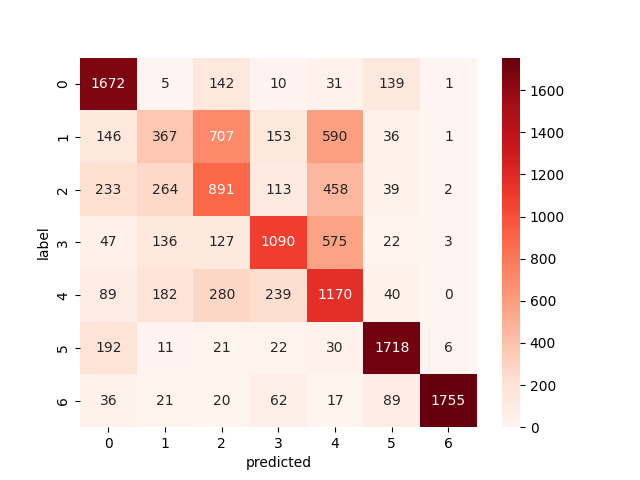 0 1672 5 142 10 31 139 1
1 146 367 707 153 590 36 1
2 233 264 891 113 458 39 2
3 47 136 127 1090 575 22 3
4 89 182 280 239 1170 40 0
5 192 11 21 22 30 1718 6
6 36 21 20 62 17 89 1755
0 1 2 3 4 5 6
predicted
label
1600
1400
1200
1000
800
600
400
200
0